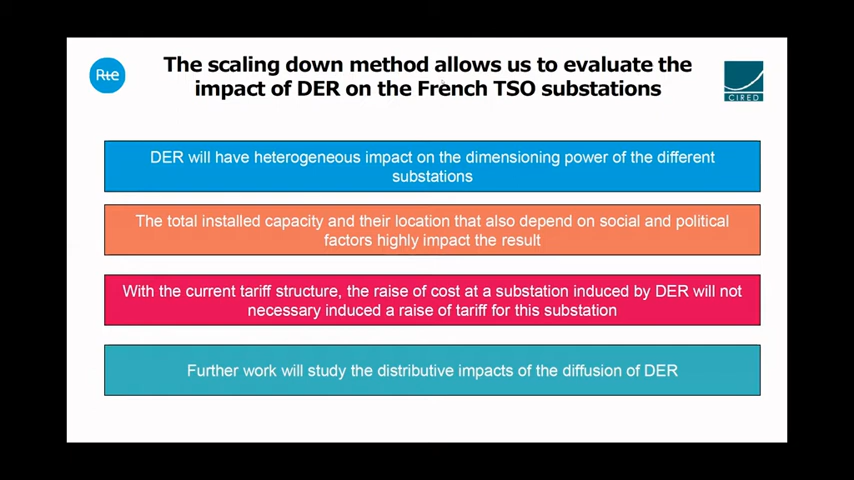 Rte
The scaling down method allows us to evaluate the
impact of DER on the French TSO substations
CIRED
DER will have heterogeneous impact on the dimensioning power of the different
substations
The total installed capacity and their location that also depend on social and political
factors highly impact the result
With the current tariff structure, the raise of cost at a substation induced by DER will not
necessary induced a raise of tariff for this substation
Further work will study the distributive impacts of the diffusion of DER